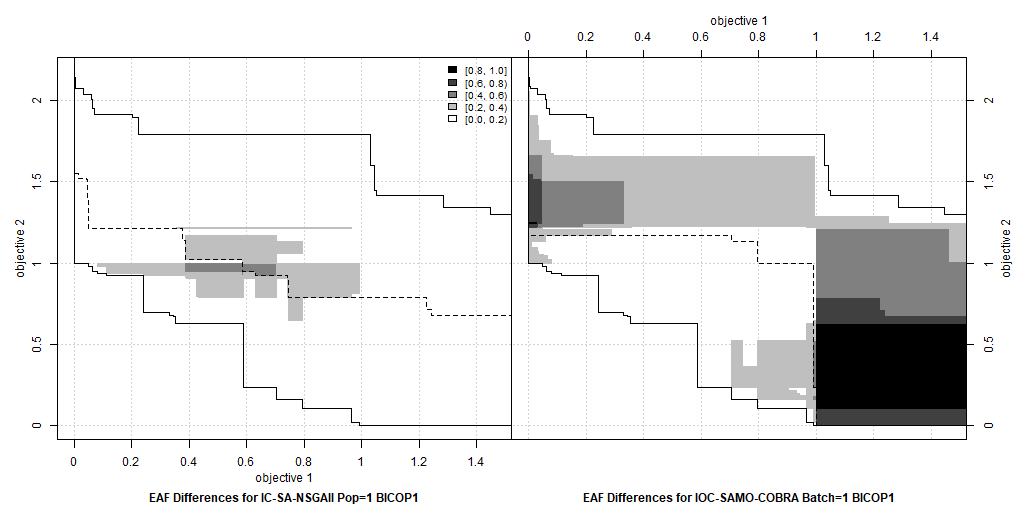 objective 1
0 0.2 0.4 0.6 0.8 1 1.2 1.4
[0.8, 1.0]
[0.6, 0.8)
[0.4, 0.6)
[0.2, 0.4)
[0.0, 0.2)
2
1.5
1
0.5
0
objective 2
2
1.5
1
0.5
0
objective 2
0 0.2 0.4 0.6 0.8 1 1.2 1.4
objective 1
EAF Differences for IC-SA-NSGAII Pop=1 BICOP1
EAF Differences for IOC-SAMO-COBRA Batch=1 BICOP1